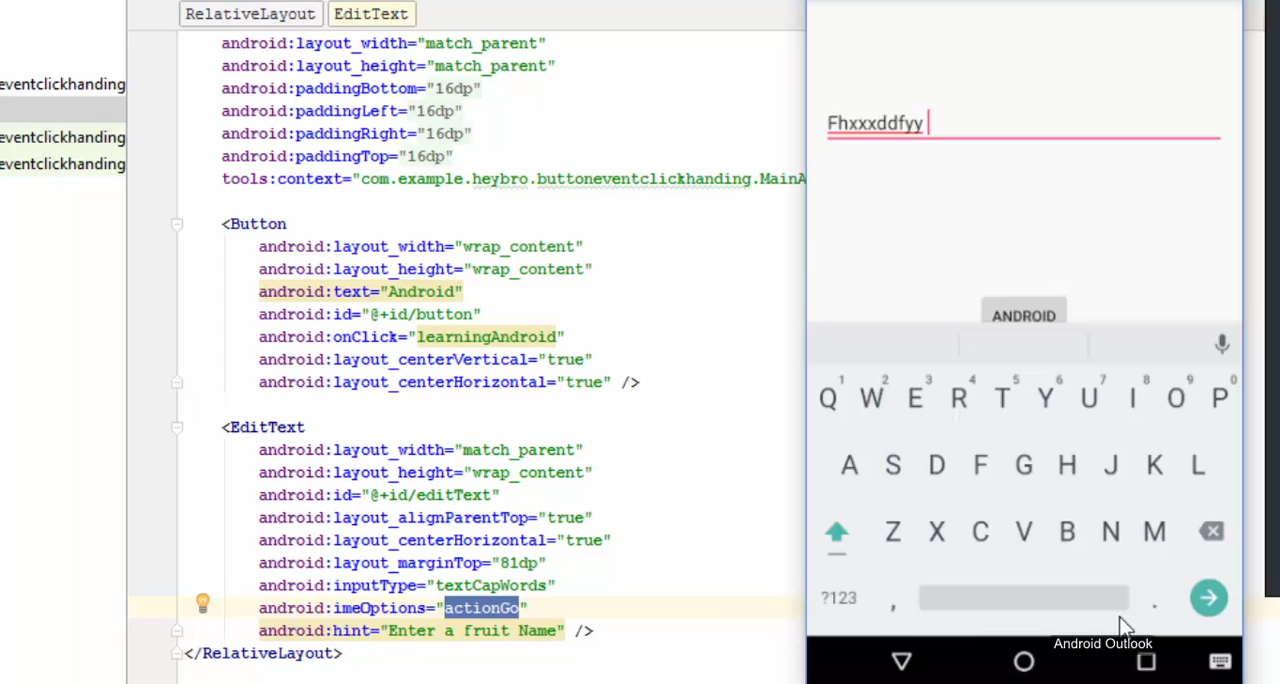 RelativeLayout EditText
android:layout_width="match_parent"
android:layout_height="match_parent"
eventclickhanding
android:paddingBottom="16dp"
android:paddingLeft="16dp"
eventclickhanding
android:paddingRight="16dp"
android:paddingTop="16dp"
eventclickhanding
tools:context="com.example.heybro.buttoneventclickhanding.MainA
<Button
android:layout_width="wrap_content"
android:layout_height="wrap_content"
android:text="Android"
android:id="@+id/button"
android:onClick="learningAndroid"
android:layout_centerVertical="true"
android:layout_centerHorizontal="true" />
<EditText
android:layout_width="match_parent"
android:layout_height="wrap_content"
android:id="@+id/editText"
android:layout_alignParentTop="true"
android:layout_centerHorizontal="true"
android:layout_marginTop="81dp"
android:inputType="textCapWords"
android:imeOptions="actionGo"
android:hint="Enter a fruit Name" />
</RelativeLayout>
Fhxxxddfyy
ANDROID
1 2 3 4 5 6 7 8 9 0
Q W E R T Y U I O P
A S D F G H J K L
Z X C V B N M
?123 , .
Android Outlook